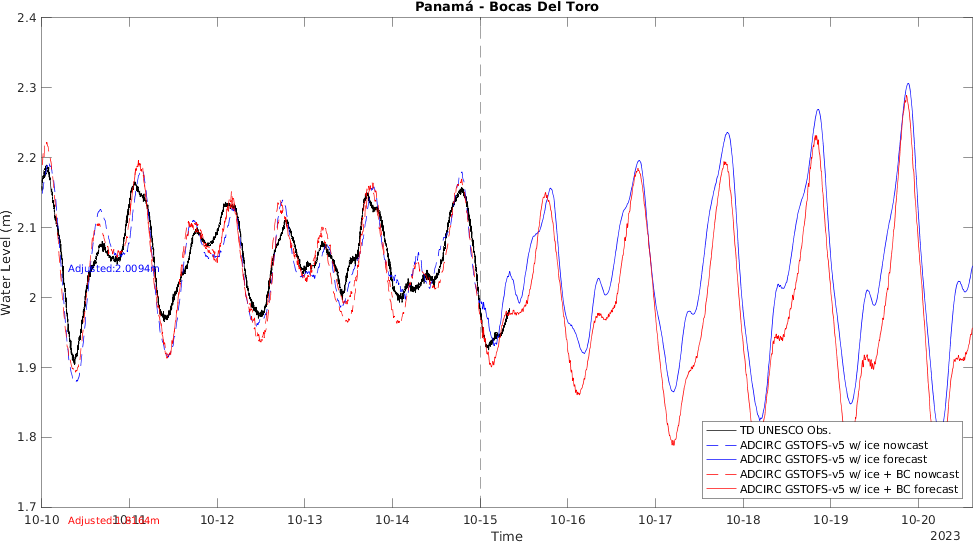 Panamá - Bocas Del Toro
2.4
2.3
2.2
2.1
2
1.9
1.8
1.7
Water Level (m)
Adjusted:2.0094m
TD UNESCO Obs.
ADCIRC GSTOFS-v5 w/ ice nowcast
ADCIRC GSTOFS-v5 w/ ice forecast
ADCIRC GSTOFS-v5 w/ ice + BC nowcast
ADCIRC GSTOFS-v5 w/ ice + BC forecast
10-10 10-11 10-12 10-13 10-14 10-15 10-16 10-17 10-18 10-19 10-20
Time
2023